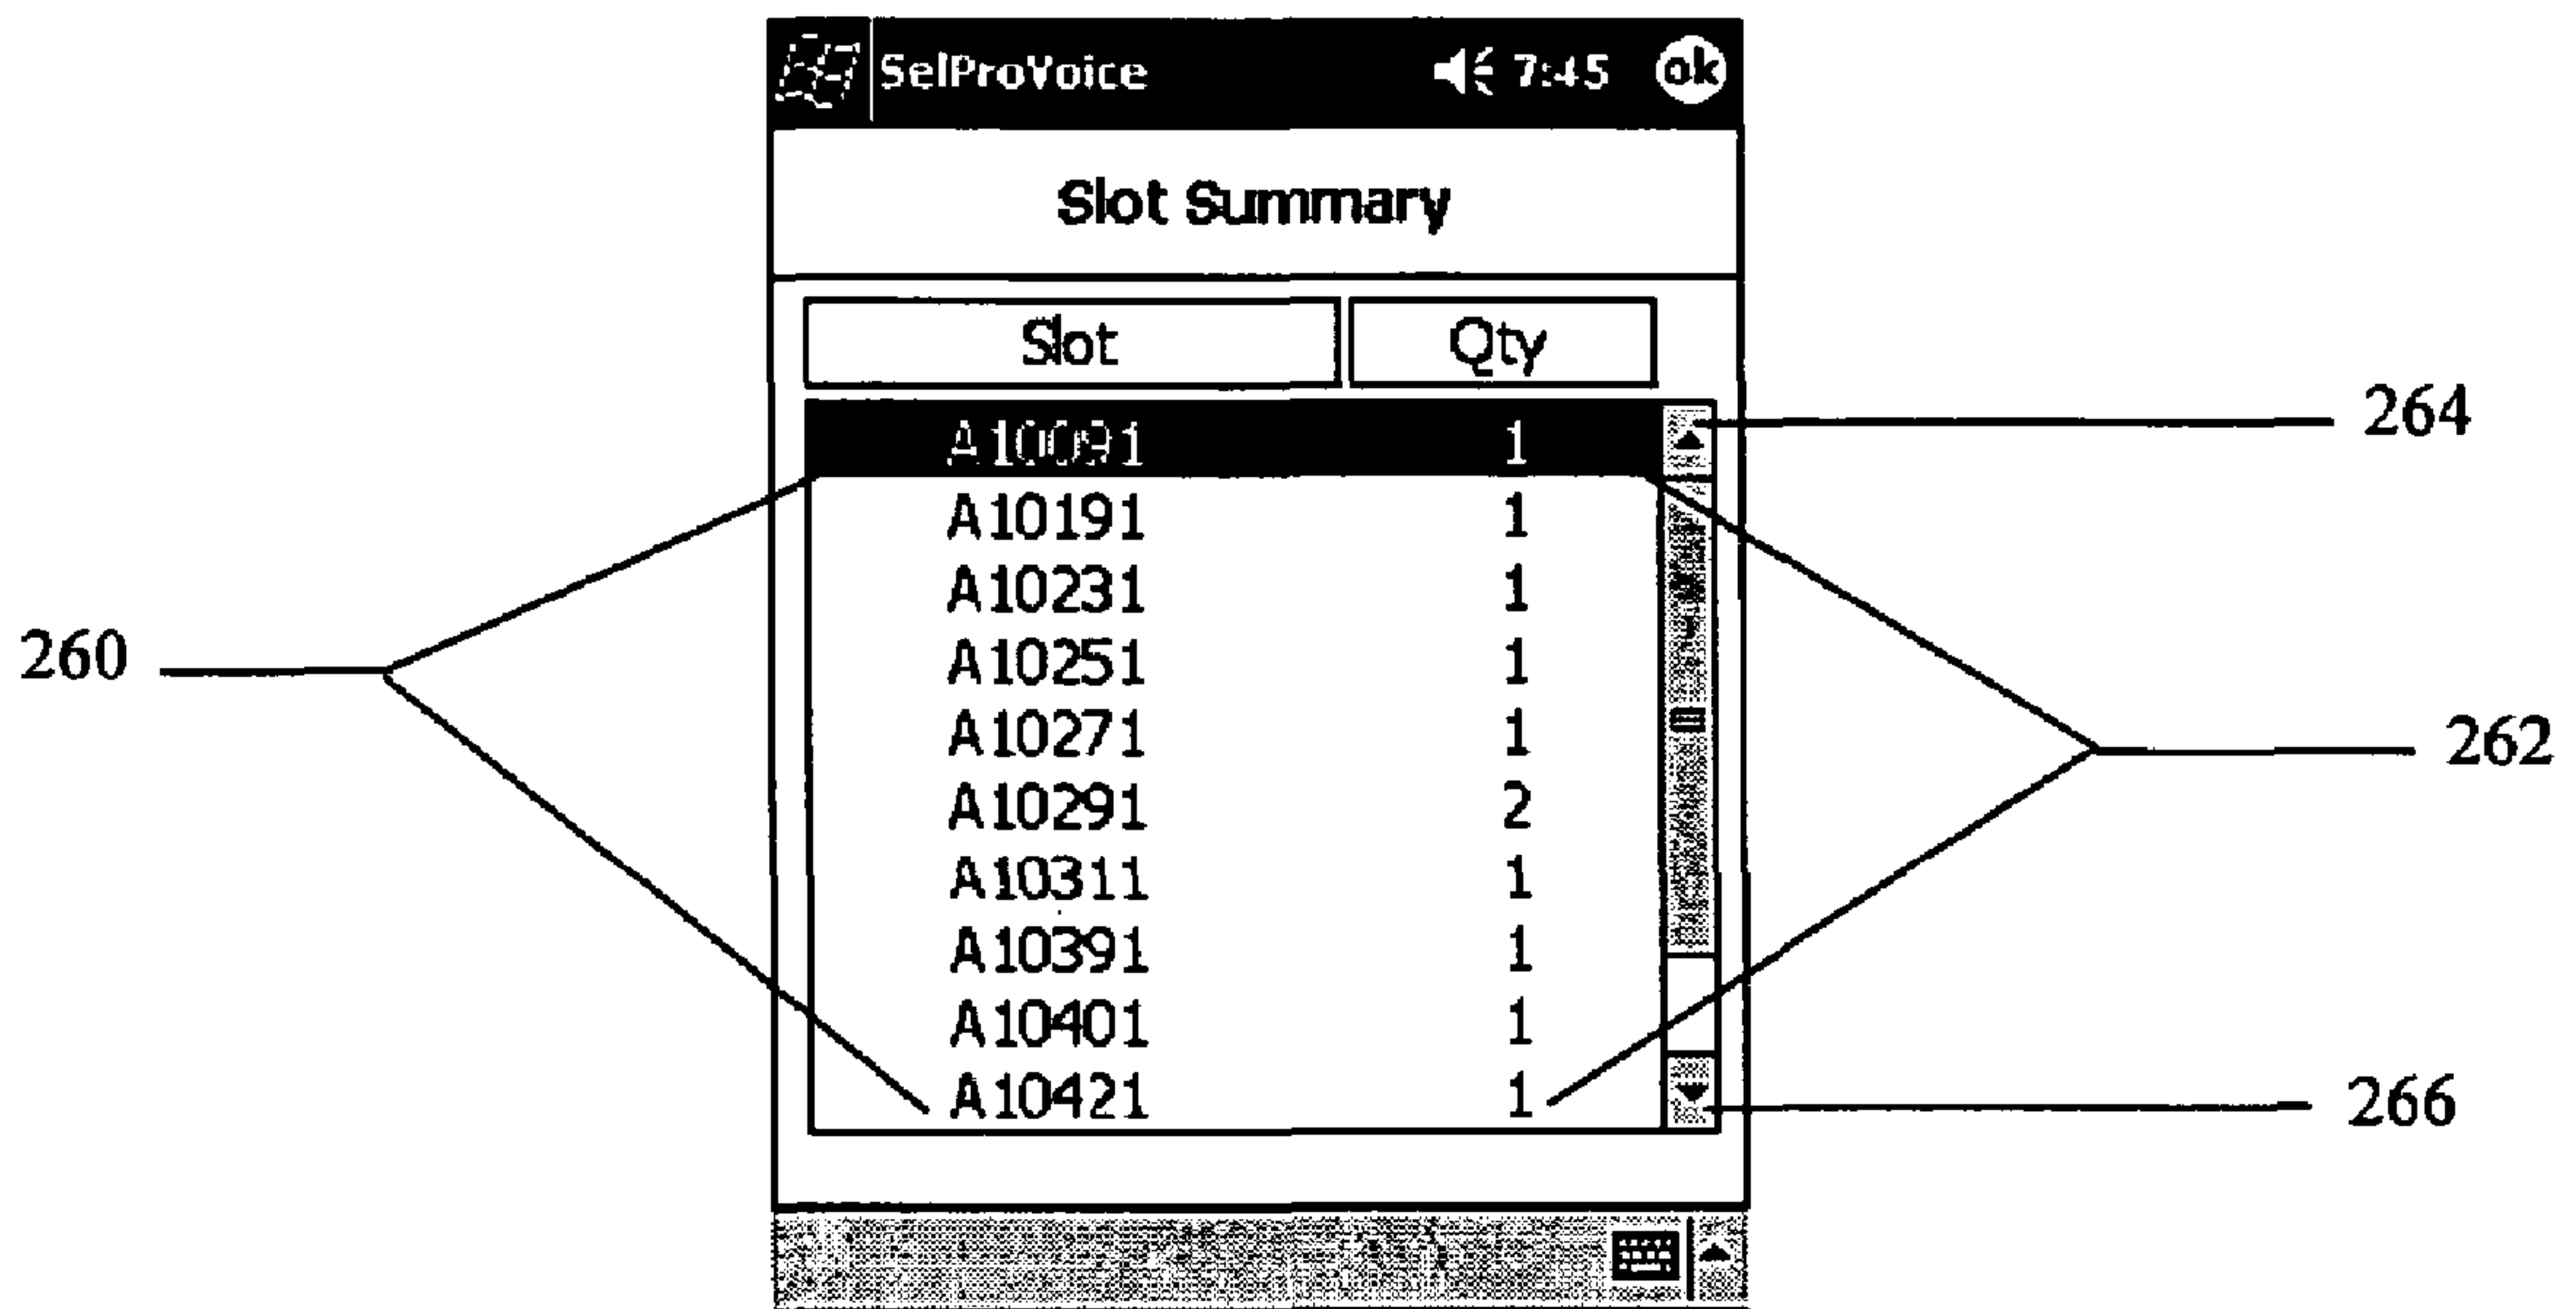 SelProVoice 7:45 ok
Slot Summary
Slot Qty
1
A10191 1
A10231 1
A10251 1
A10271 1
A10291 2
A10311 1
A10391 1
A10401 1
A10421 1
264
260
262
266